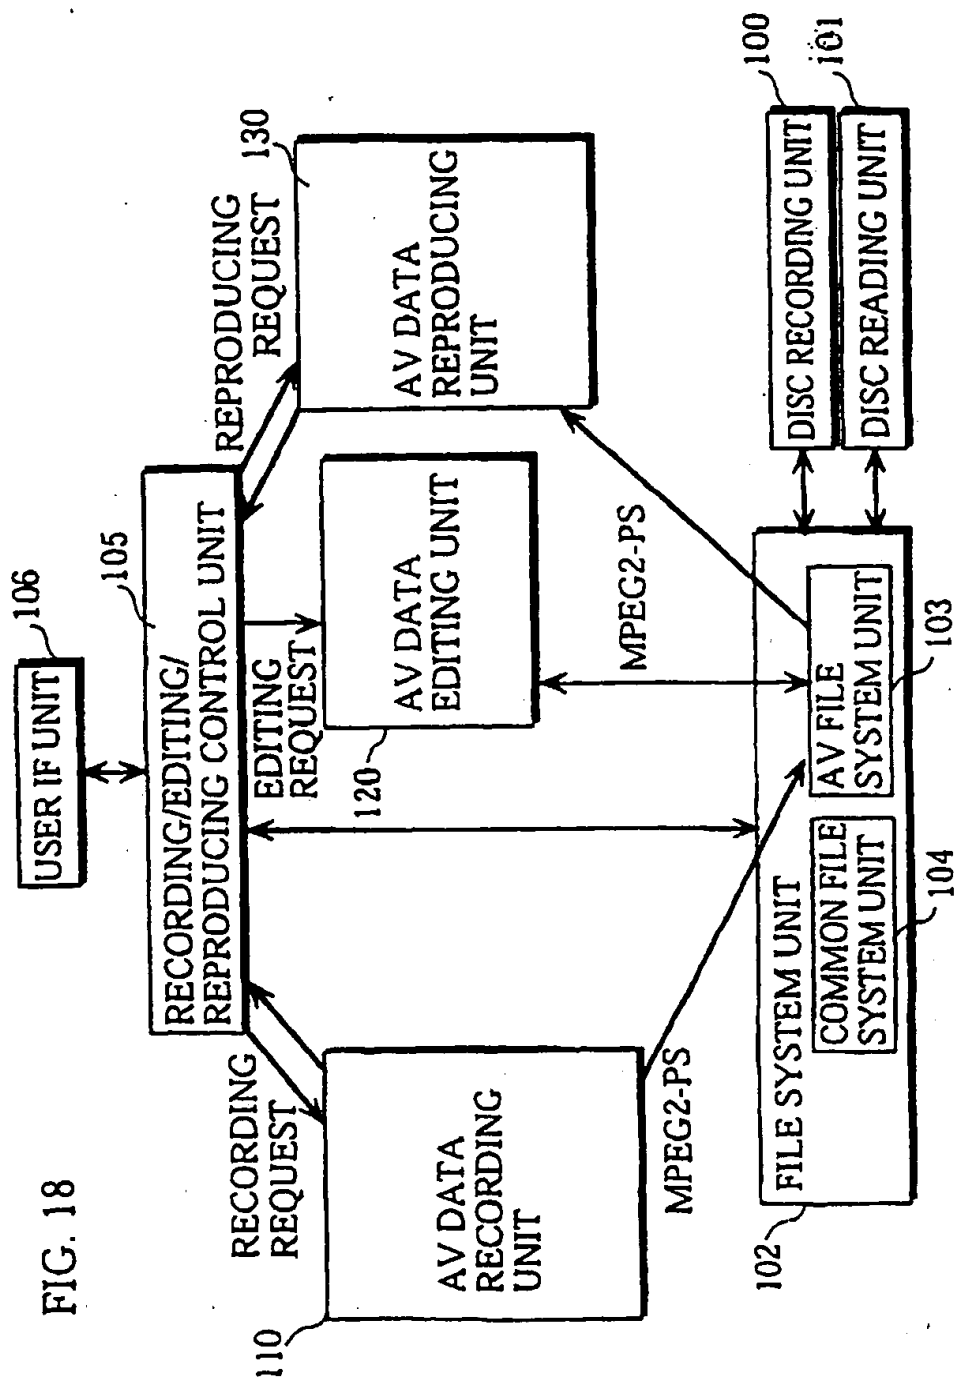 FIG. 18
USER IF UNIT
106
RECORDING/EDITING/
REPRODUCING CONTROL UNIT
105
RECORDING
REQUEST
EDITING
REQUEST
REPRODUCING
REQUEST
110
AV DATA
RECORDING
UNIT
120
AV DATA
EDITING UNIT
130
AV DATA
REPRODUCING
UNIT
MPEG2-PS
MPEG2-PS
102
FILE SYSTEM UNIT
COMMON FILE
SYSTEM UNIT
104
AV FILE
SYSTEM UNIT
103
DISC RECORDING UNIT
100
DISC READING UNIT
101